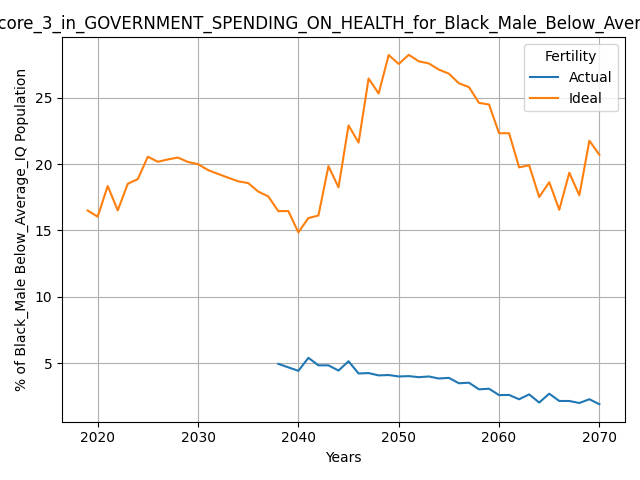 core_3_in_GOVERNMENT_SPENDING_ON_HEALTH_for_Black_Male_Below_Aver
Fertility
Actual
Ideal
% of Black_Male Below_Average_IQ Population
25
20
15
10
5
2020 2030 2040 2050 2060 2070
Years